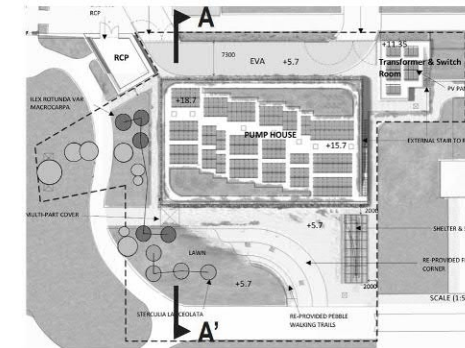 RCP
A
RCP
7300
EVA
+5.7
+11.35
Transformer & Switch
Room
PV PAN
ILEX ROTUNDA VAR
MACROCARPA
+18.7
PUMP HOUSE
+15.7
EXTERNAL STAIR TO
MULTI-PART COVER
2000
+5.7
SHELTER &
LAWN
RE-PROVIDED
CORNER
+5.7
2000
SCALE (1:5
STERCULIA LANCEOLATA
A'
RE-PROVIDED PEBBLE
WALKING TRAILS